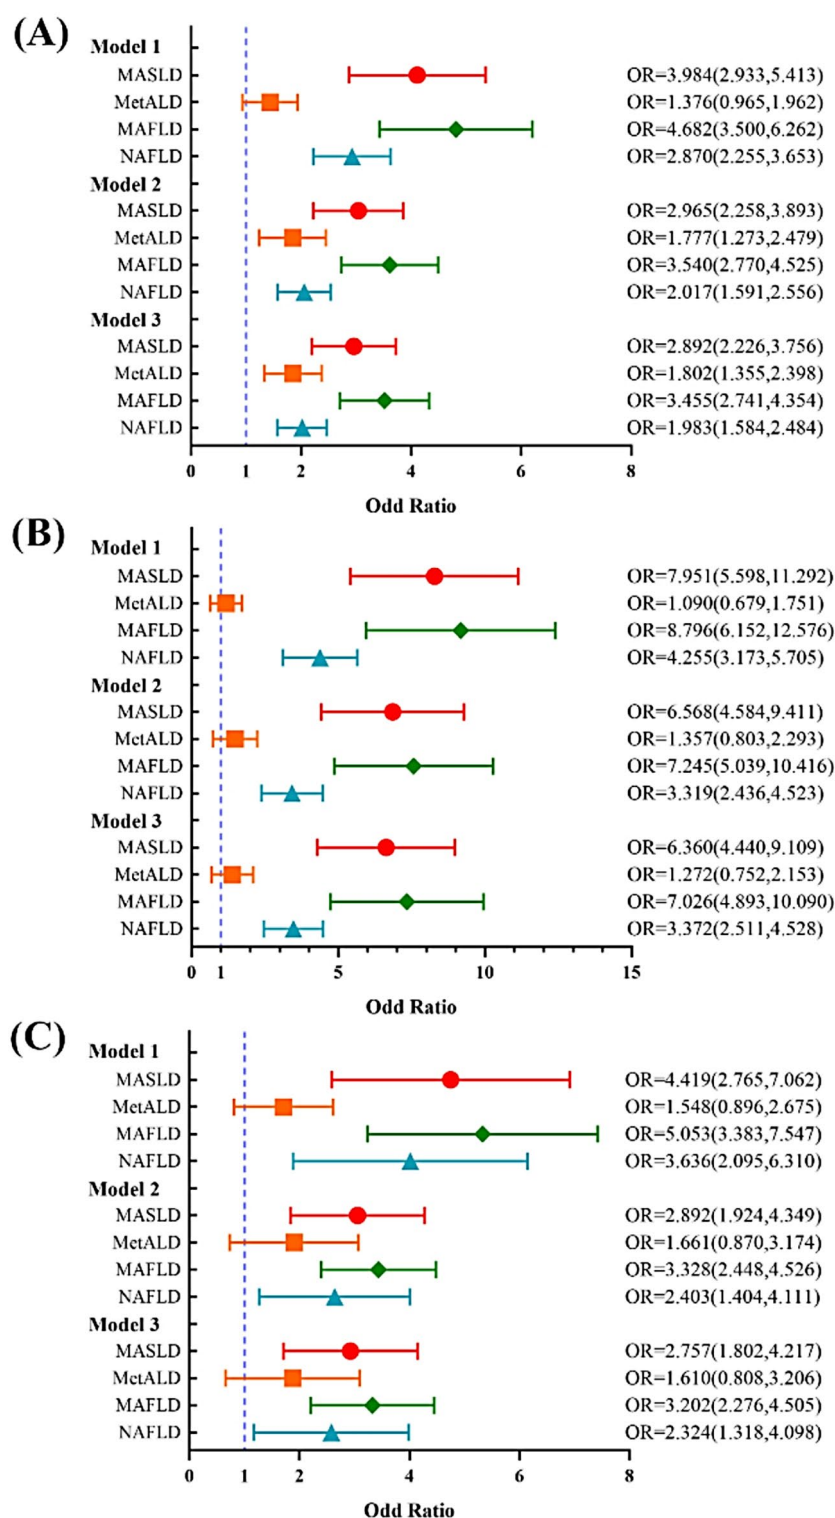 (A)
Model 1
MASLD OR=3.984(2.933,5.413)
MetALD OR=1.376(0.965,1.962)
MAFLD OR=4.682(3.500,6.262)
NAFLD OR=2.870(2.255,3.653)
Model 2
MASLD OR=2.965(2.258,3.893)
MetALD OR=1.777(1.273,2.479)
MAFLD OR=3.540(2.770,4.525)
NAFLD OR=2.017(1.591,2.556)
Model 3
MASLD OR=2.892(2.226,3.756)
MetALD OR=1.802(1.355,2.398)
MAFLD OR=3.455(2.741,4.354)
NAFLD OR=1.983(1.584,2.484)
0 1 2 4 6 8
Odd Ratio
(B)
Model 1
MASLD OR=7.951(5.598,11.292)
MetALD OR=1.090(0.679,1.751)
MAFLD OR=8.796(6.152,12.576)
NAFLD OR=4.255(3.173,5.705)
Model 2
MASLD OR=6.568(4.584,9.411)
MetALD OR=1.357(0.803,2.293)
MAFLD OR=7.245(5.039,10.416)
NAFLD OR=3.319(2.436,4.523)
Model 3
MASLD OR=6.360(4.440,9.109)
MetALD OR=1.272(0.752,2.153)
MAFLD OR=7.026(4.893,10.090)
NAFLD OR=3.372(2.511,4.528)
0 1 5 10 15
Odd Ratio
(C)
Model 1
MASLD OR=4.419(2.765,7.062)
MetALD OR=1.548(0.896,2.675)
MAFLD OR=5.053(3.383,7.547)
NAFLD OR=3.636(2.095,6.310)
Model 2
MASLD OR=2.892(1.924,4.349)
MetALD OR=1.661(0.870,3.174)
MAFLD OR=3.328(2.448,4.526)
NAFLD OR=2.403(1.404,4.111)
Model 3
MASLD OR=2.757(1.802,4.217)
MetALD OR=1.610(0.808,3.206)
MAFLD OR=3.202(2.276,4.505)
NAFLD OR=2.324(1.318,4.098)
0 1 2 4 6 8
Odd Ratio